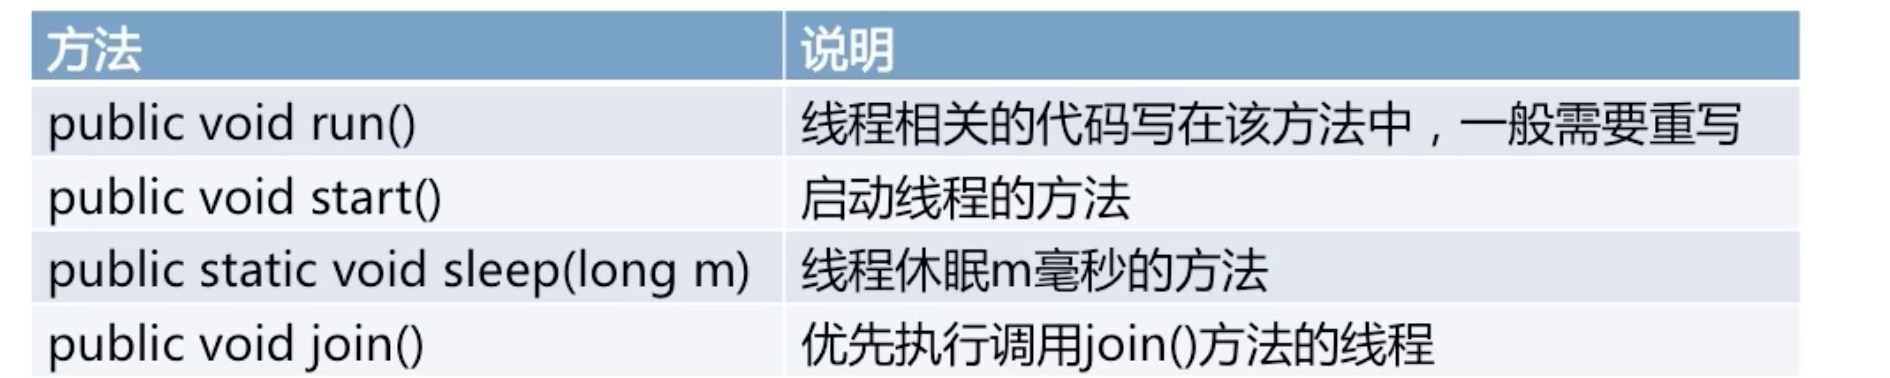 方法 说明
public void run() 线程相关的代码写在该方法中，一般需要重写
public void start() 启动线程的方法
public static void sleep(long m) 线程休眠m毫秒的方法
public void join() 优先执行调用join()方法的线程